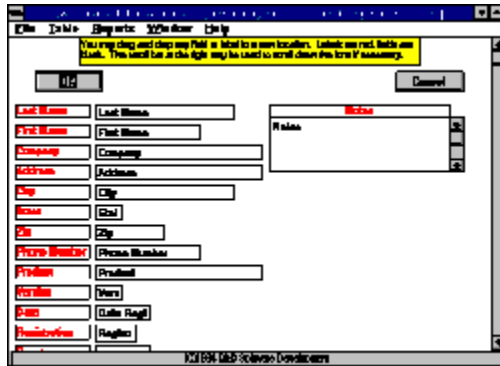 File Table Reports Window Help
You may drag and drop any field or label to a new location. Labels are red, fields are
black. The scroll bar at the right may be used to scroll down the form if necessary.
OK Cancel
Last Name Last Name Notes
First Name First Name Notes
Company Company
Address Address
City City
State Stat
Zip Zip
Phone Number Phone Number
Product Product
Version Vers
Date Date Regi
Registration Registr
Software Development